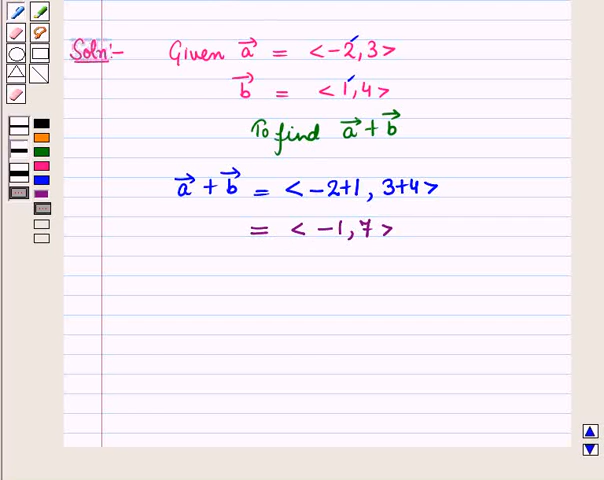 Soln:- Given a⃗ = <-2,3>
b⃗ = <1,4>
To find a⃗ + b⃗
a⃗ + b⃗ = <-2+1, 3+4>
= <-1,7>